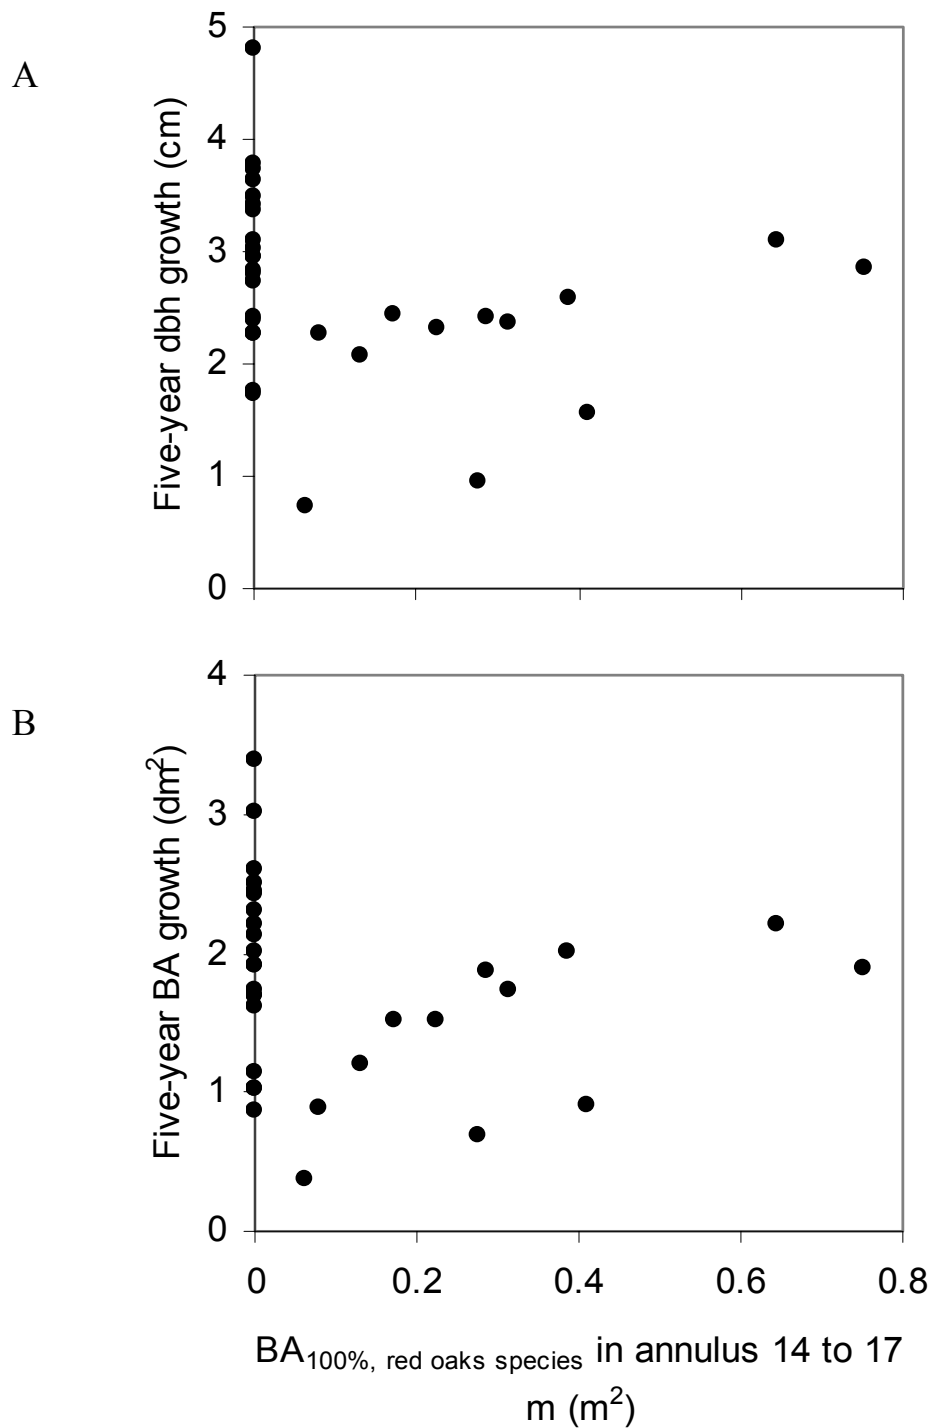 A
Five-year dbh growth (cm)
5
4
3
2
1
0
B
Five-year BA growth (dm²)
4
3
2
1
0
0 0.2 0.4 0.6 0.8
BA100%, red oaks species in annulus 14 to 17
m (m²)